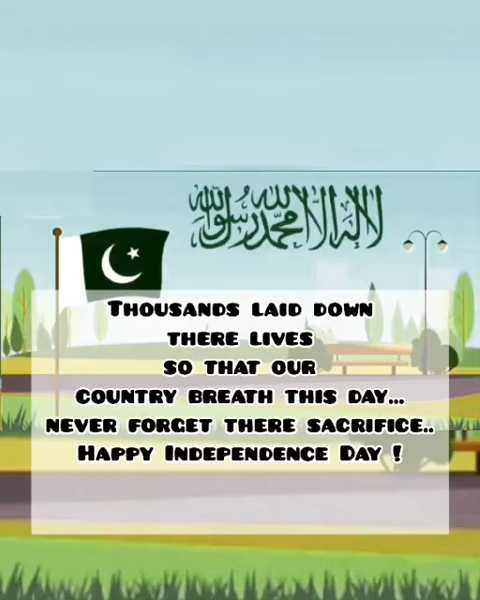 لا إله إلا الله محمد رسول الله
Thousands laid down
there lives
so that our
country breath this day...
never forget there sacrifice..
Happy Independence Day !